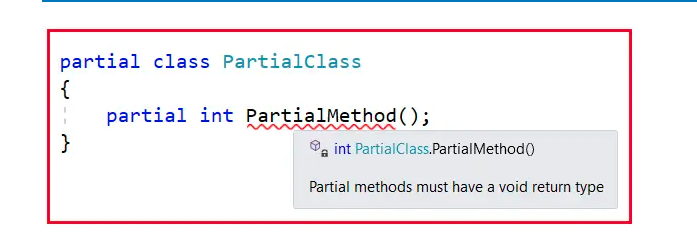 partial class PartialClass
{
partial int PartialMethod();
}
int PartialClass.PartialMethod()
Partial methods must have a void return type